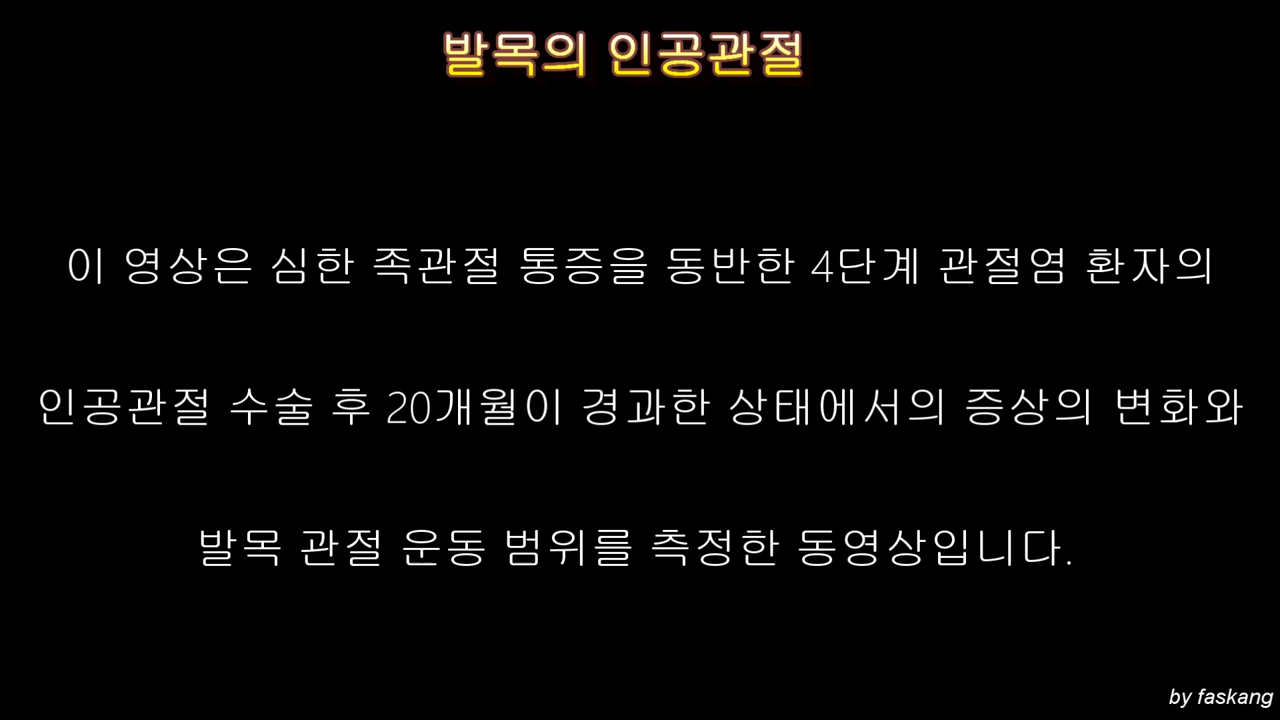 발목의 인공관절
이 영상은 심한 족관절 통증을 동반한 4단계 관절염 환자의
인공관절 수술 후 20개월이 경과한 상태에서의 증상의 변화와
발목 관절 운동 범위를 측정한 동영상입니다.
by faskang